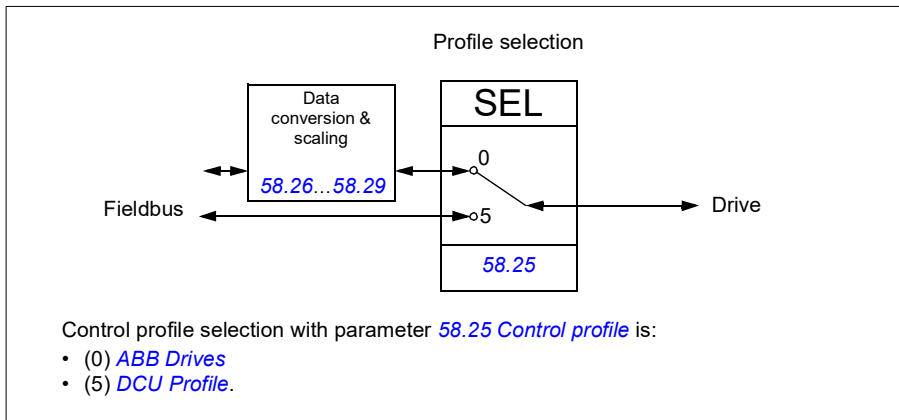 Profile selection
Data
conversion &
scaling
58.26...58.29
SEL
0
5
58.25
Fieldbus
Drive
Control profile selection with parameter 58.25 Control profile is:
• (0) ABB Drives
• (5) DCU Profile.